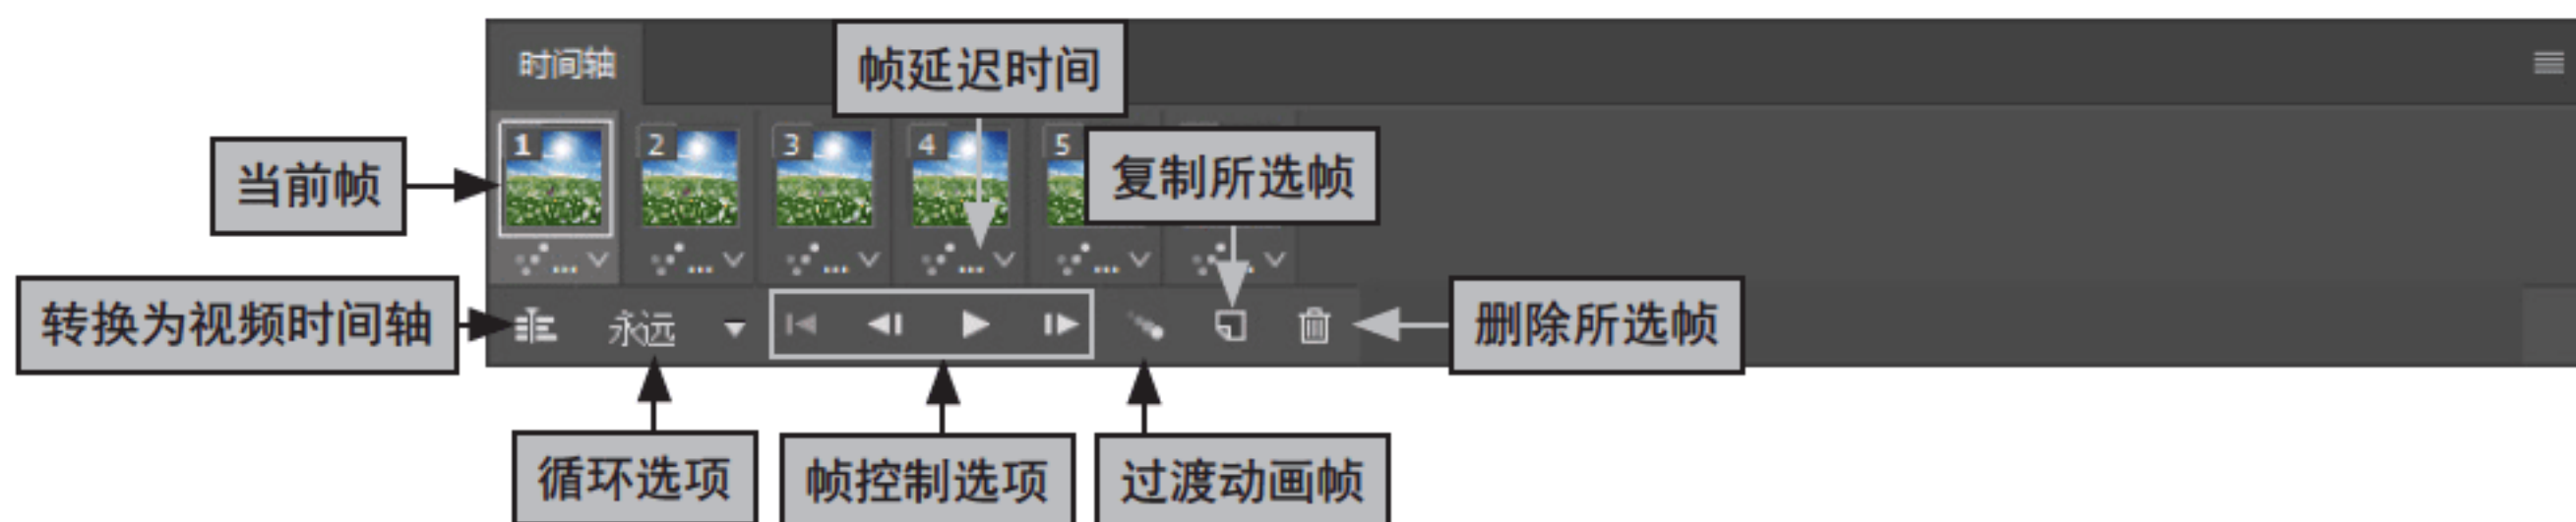 时间轴
帧延迟时间
1
2
3
4
5
当前帧
复制所选帧
...
...
...
...
...
转换为视频时间轴
永远
删除所选帧
循环选项
帧控制选项
过渡动画帧